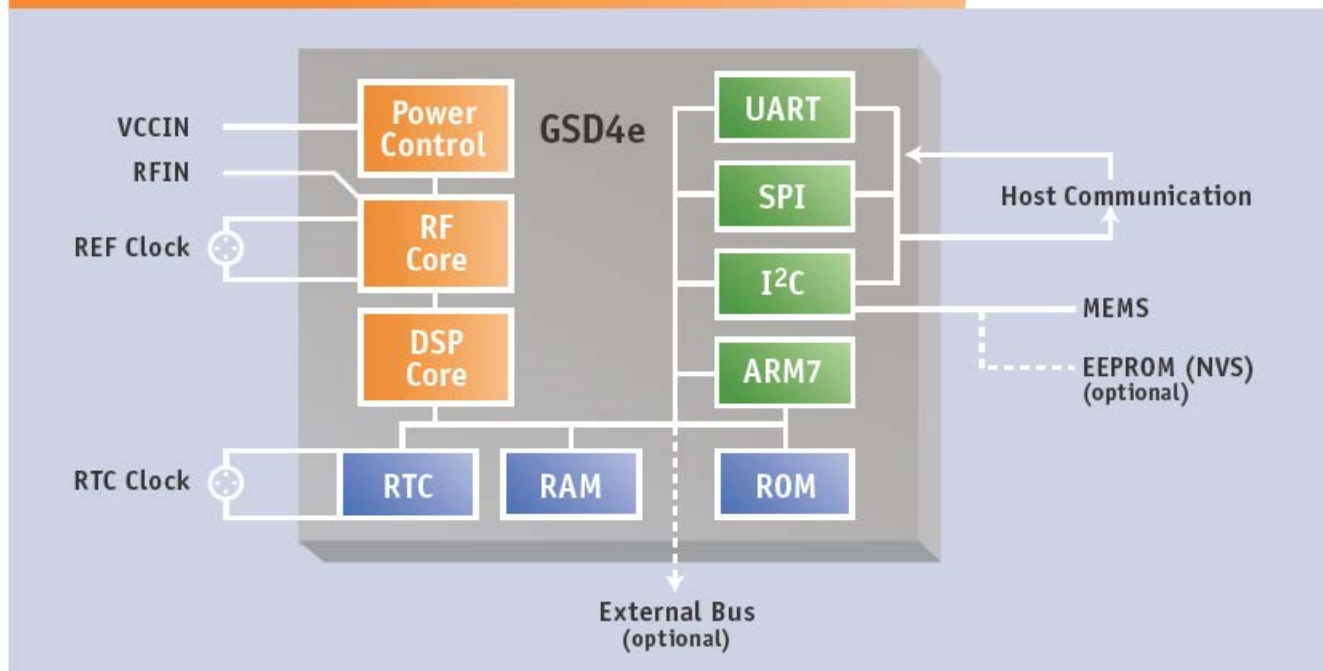 VCCIN
RFIN
REF Clock
RTC Clock
Power
Control
GSD4e
RF
Core
DSP
Core
RTC
RAM
ROM
UART
SPI
I²C
ARM7
Host Communication
MEMS
EEPROM (NVS)
(optional)
External Bus
(optional)